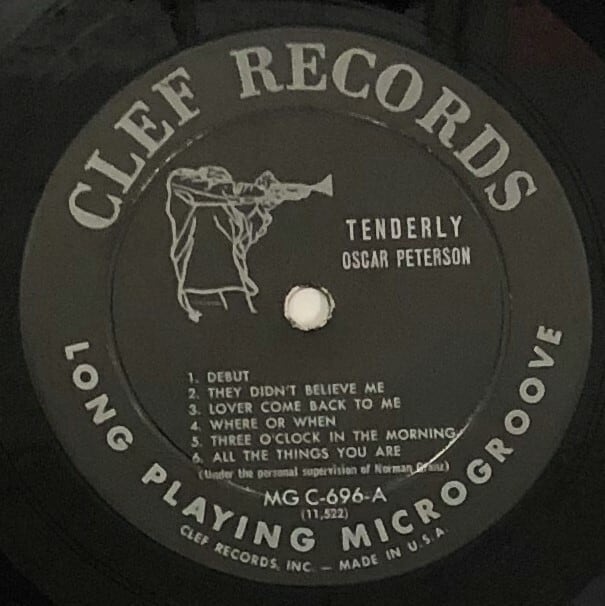 CLEF RECORDS
TENDERLY
OSCAR PETERSON
1. DEBUT
2. THEY DIDN'T BELIEVE ME
3. LOVER COME BACK TO ME
4. WHERE OR WHEN
5. THREE O'CLOCK IN THE MORNING
6. ALL THE THINGS YOU ARE
(Under the personal supervision of Norman Granz)
MG C-696-A
(11,522)
LONG PLAYING MICROGROOVE
CLEF RECORDS, INC. — MADE IN U.S.A.